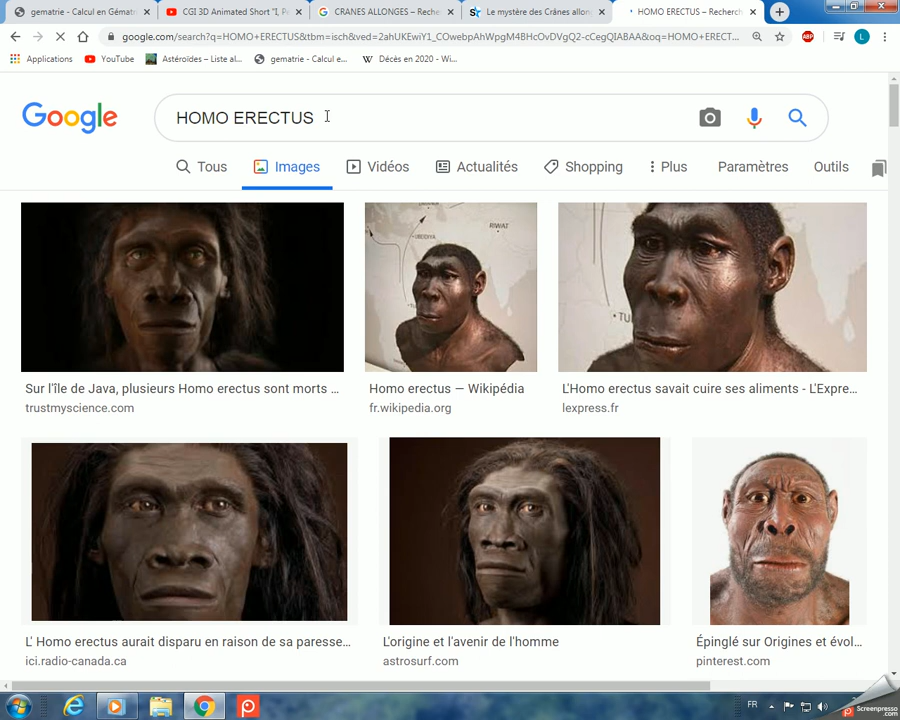 gematrie - Calcul en Gématr
CGI 3D Animated Short "I, P
CRANES ALLONGES – Reche
Le mystère des Crânes allon
HOMO ERECTUS – Recherch
google.com/search?q=HOMO+ERECTUS&tbm=isch&ved=2ahUKEwiY1_COwebpAhWpgM4BHcOvDVgQ2-cCegQIABAA&oq=HOMO+ERECT...
ABP
L
Applications
YouTube
Astéroïdes – Liste al...
gematrie - Calcul e...
W Décès en 2020 - Wi...
Google
HOMO ERECTUS
Tous
Images
Vidéos
Actualités
Shopping
Plus
Paramètres
Outils
RIWAT
TU
Sur l'île de Java, plusieurs Homo erectus sont morts ...
trustmyscience.com
Homo erectus — Wikipédia
fr.wikipedia.org
L'Homo erectus savait cuire ses aliments - L'Expre...
lexpress.fr
L' Homo erectus aurait disparu en raison de sa paresse...
ici.radio-canada.ca
L'origine et l'avenir de l'homme
astrosurf.com
Épinglé sur Origines et évol...
pinterest.com
FR
Screenpresso
.com